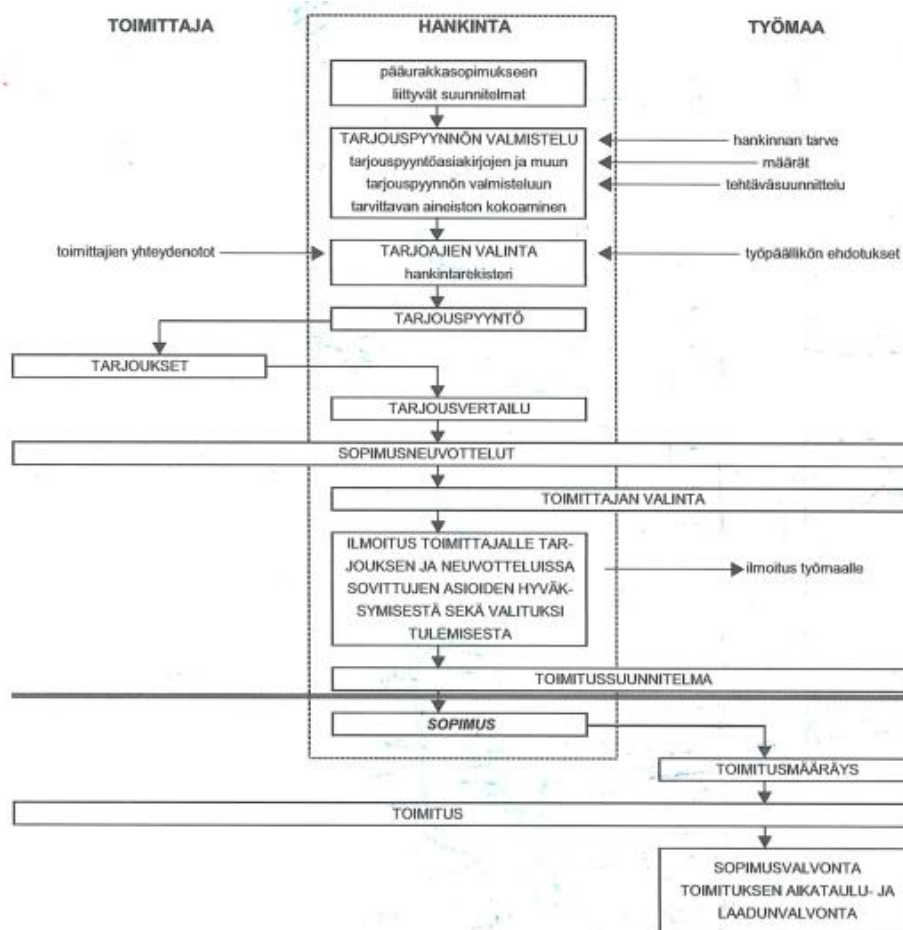 TOIMITTAJA
HANKINTA
TYÖMAA
pääurakkasopimukseen
liittyvät suunnitelmat
TARJOUSPYYNNÖN VALMISTELU
tarjouspyyntöasiakirjojen ja muun
tarjouspyynnön valmisteluun
tarvittavan aineiston kokoaminen
hankinnan tarve
määrät
tehtäväsuunnittelu
toimittajien yhteydenotot
TARJOAJIEN VALINTA
hankintarekisteri
työpäällikön ehdotukset
TARJOUSPYYNTÖ
TARJOUKSET
TARJOUSVERTAILU
SOPIMUSNEUVOTTELUT
TOIMITTAJAN VALINTA
ILMOITUS TOIMITTAJALLE TAR-
JOUKSEN JA NEUVOTTELUISSA
SOVITTUJEN ASIOIDEN HYVÄK-
SYMISESTÄ SEKÄ VALITUKSI
TULEMISESTA
ilmoitus työmaalle
TOIMITUSSUUNNITELMA
SOPIMUS
TOIMITUSMÄÄRÄYS
TOIMITUS
SOPIMUSVALVONTA
TOIMITUKSEN AIKATAULU- JA
LAADUNVALVONTA